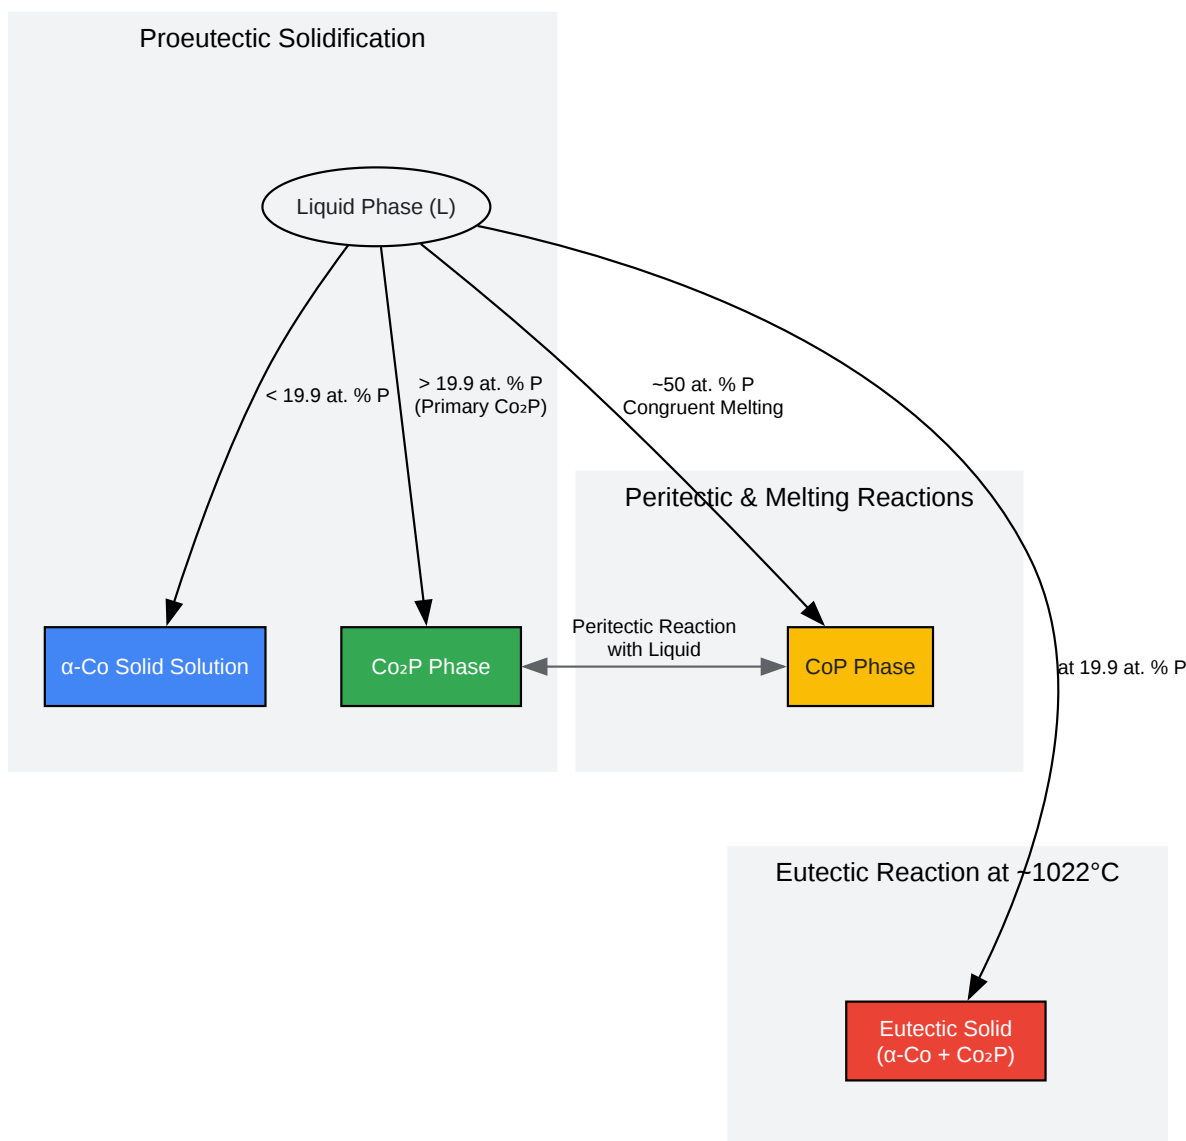 Proeutectic Solidification
Liquid Phase (L)
< 19.9 at. % P
> 19.9 at. % P
(Primary Co₂P)
~50 at. % P
Congruent Melting
Peritectic & Melting Reactions
α-Co Solid Solution
Co₂P Phase
Peritectic Reaction
with Liquid
CoP Phase
at 19.9 at. % P
Eutectic Reaction at ~1022°C
Eutectic Solid
(α-Co + Co₂P)